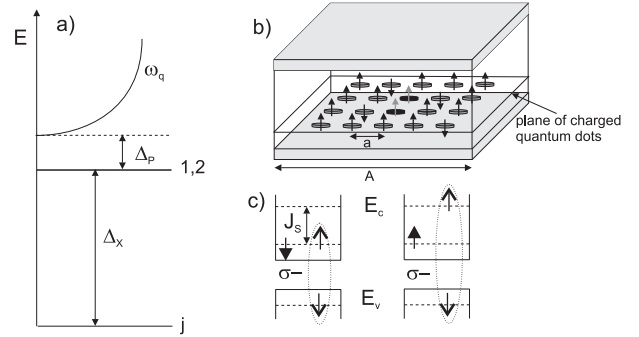 E
a)
ω_q
Δ_P
1,2
Δ_X
j
b)
plane of charged
quantum dots
a
A
c)
E_c
J_S
σ−
σ−
E_v